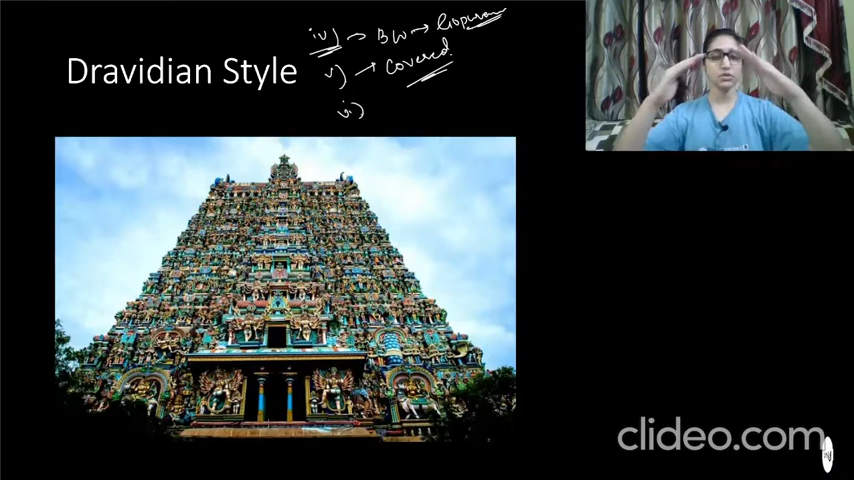 iv) → BW → Gopuram
Dravidian Style
v) → Covered.
vi)
clideo.com